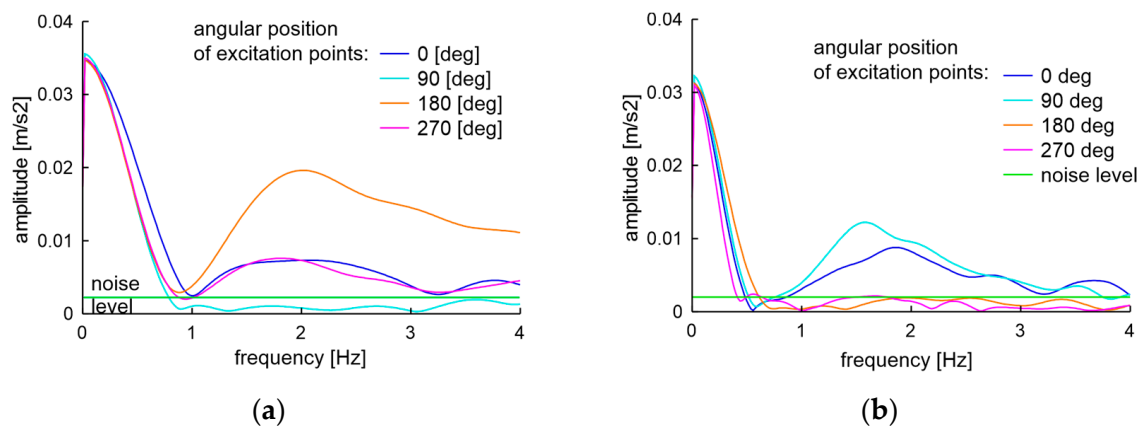 0.04
0.03
0.02
0.01
0
amplitude [m/s2]
angular position
of excitation points:
0 [deg]
90 [deg]
180 [deg]
270 [deg]
noise
level
0
1
2
3
4
frequency [Hz]
(a)
0.04
0.03
0.02
0.01
0
amplitude [m/s2]
angular position
of excitation points:
0 deg
90 deg
180 deg
270 deg
noise level
0
1
2
3
4
frequency [Hz]
(b)